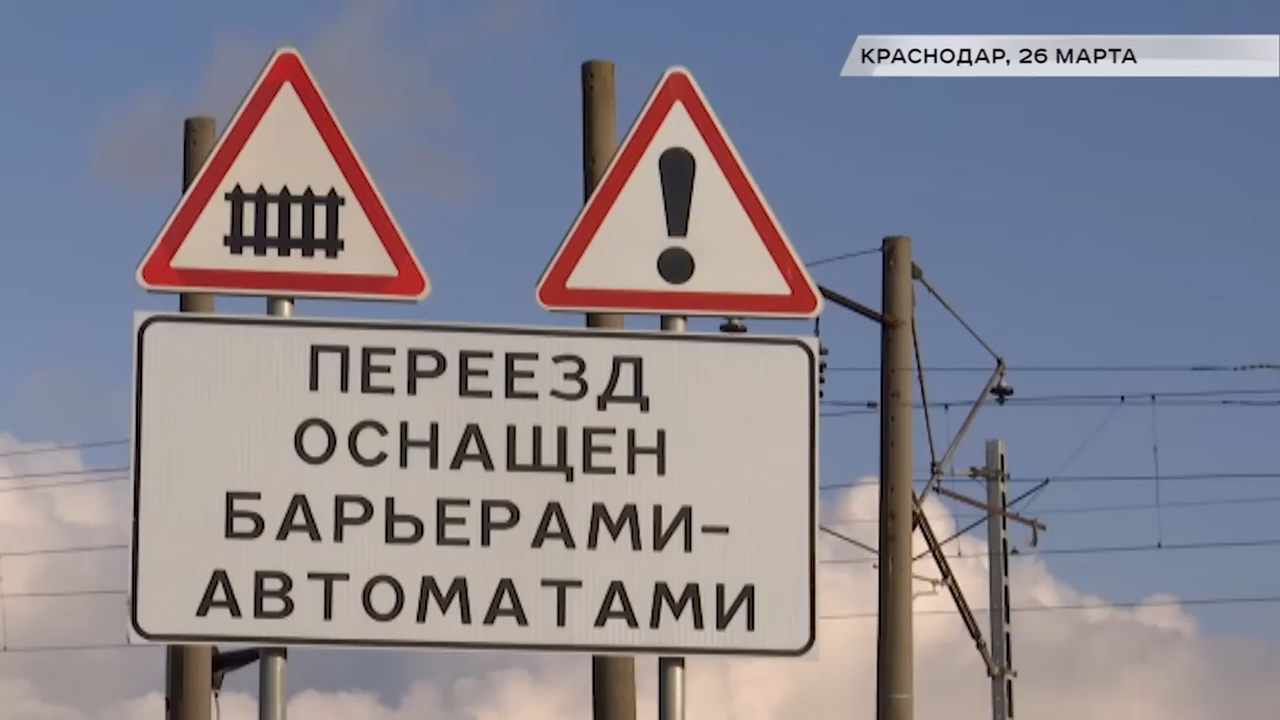 КРАСНОДАР, 26 МАРТА
ПЕРЕЕЗД
ОСНАЩЕН
БАРЬЕРАМИ-
АВТОМАТАМИ